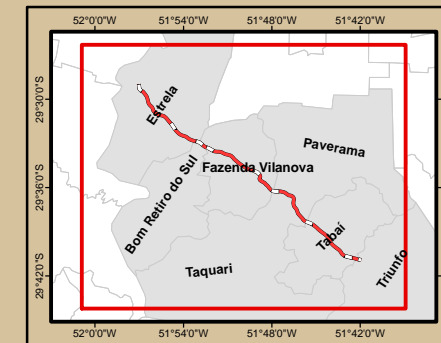 52°0'0"W 51°54'0"W 51°48'0"W 51°42'0"W
29°30'0"S
29°36'0"S
29°42'0"S
Estrela
Paverama
Fazenda Vilanova
Bom Retiro do Sul
Tabaí
Taquari
Triunfo
52°0'0"W 51°54'0"W 51°48'0"W 51°42'0"W